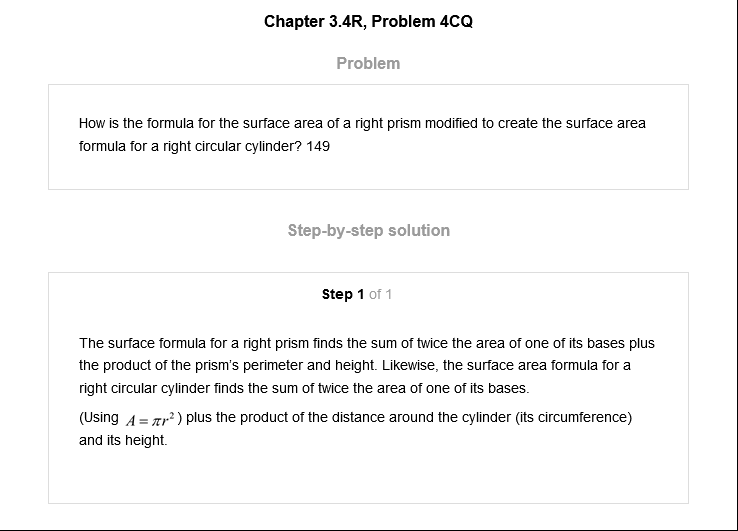 Chapter 3.4R, Problem 4CQ
Problem
How is the formula for the surface area of a right prism modified to create the surface area
formula for a right circular cylinder? 149
Step-by-step solution
Step 1 of 1
The surface formula for a right prism finds the sum of twice the area of one of its bases plus
the product of the prism's perimeter and height. Likewise, the surface area formula for a
right circular cylinder finds the sum of twice the area of one of its bases.
(Using A = πr²) plus the product of the distance around the cylinder (its circumference)
and its height.